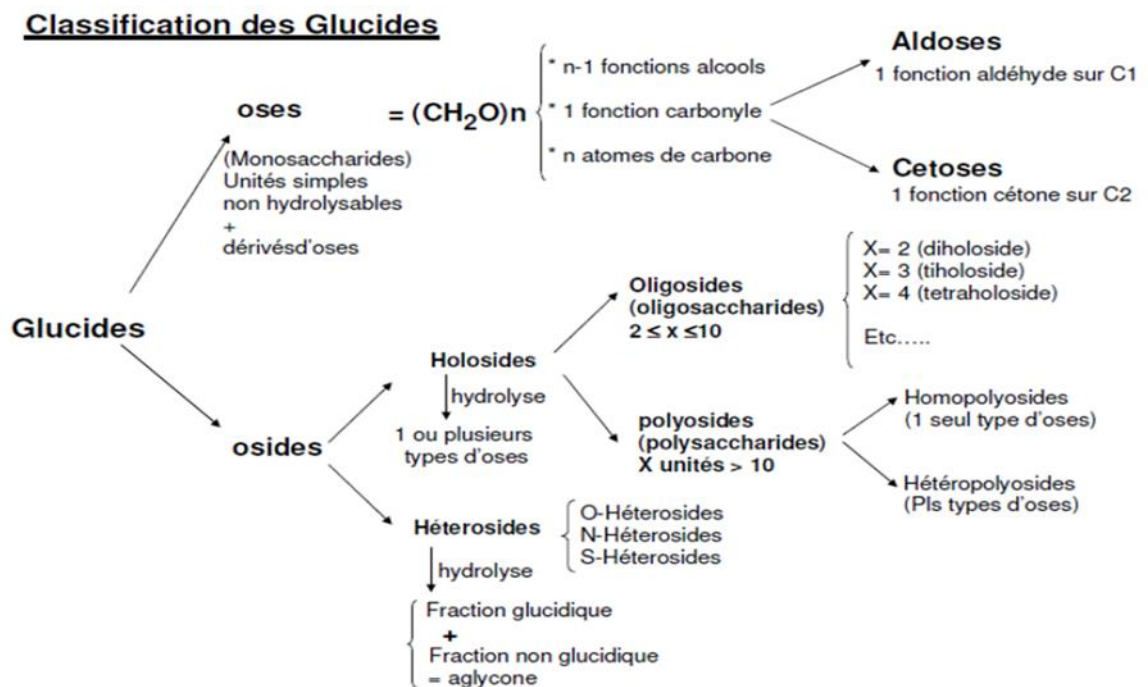 Classification des Glucides
oses
(Monosaccharides)
Unités simples
non hydrolysables
+
dérivésd'oses
= (CH2O)n
* n-1 fonctions alcools
* 1 fonction carbonyle
* n atomes de carbone
Aldoses
1 fonction aldéhyde sur C1
Cetoses
1 fonction cétone sur C2
Glucides
osides
Holosides
hydrolyse
1 ou plusieurs
types d'oses
Oligosides
(oligosaccharides)
2 ≤ x ≤10
X= 2 (diholoside)
X= 3 (tiholoside)
X= 4 (tetraholoside)
Etc.....
polyosides
(polysaccharides)
X unités > 10
Homopolyosides
(1 seul type d'oses)
Hétéropolyosides
(Pls types d'oses)
Héterosides
O-Héterosides
N-Héterosides
S-Héterosides
hydrolyse
Fraction glucidique
+
Fraction non glucidique
= aglycone